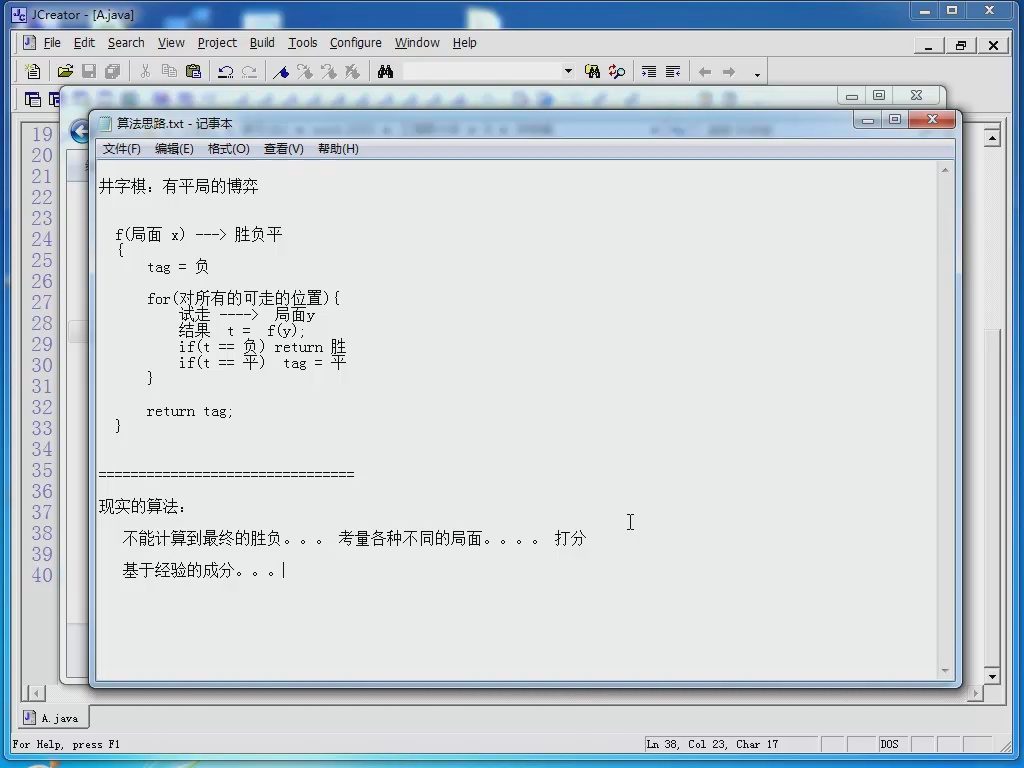 JCreator - [A.java]
File Edit Search View Project Build Tools Configure Window Help
算法思路.txt - 记事本
文件(F) 编辑(E) 格式(O) 查看(V) 帮助(H)
19
20
21
22
23
24
25
26
27
28
29
30
31
32
33
34
35
36
37
38
39
40
井字棋：有平局的博弈
f(局面 x) ---> 胜负平
{
tag = 负
for(对所有的可走的位置){
试走 ----> 局面y
结果 t = f(y);
if(t == 负) return 胜
if(t == 平) tag = 平
}
return tag;
}
================================
现实的算法：
不能计算到最终的胜负。。。 考量各种不同的局面。。。。 打分
基于经验的成分。。。
A.java
For Help, press F1
Ln 38, Col 23, Char 17
DOS